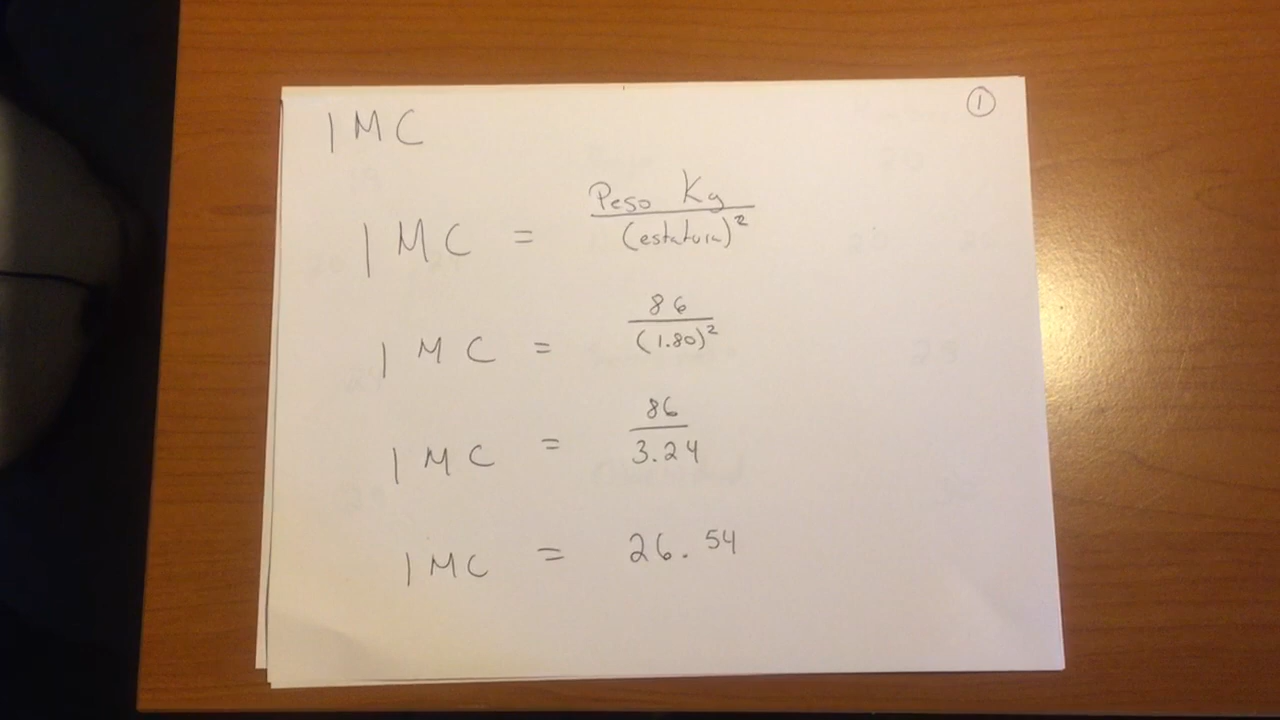 ①
IMC
IMC = Peso Kg / (estatura)²
IMC = 86 / (1.80)²
IMC = 86 / 3.24
IMC = 26.54